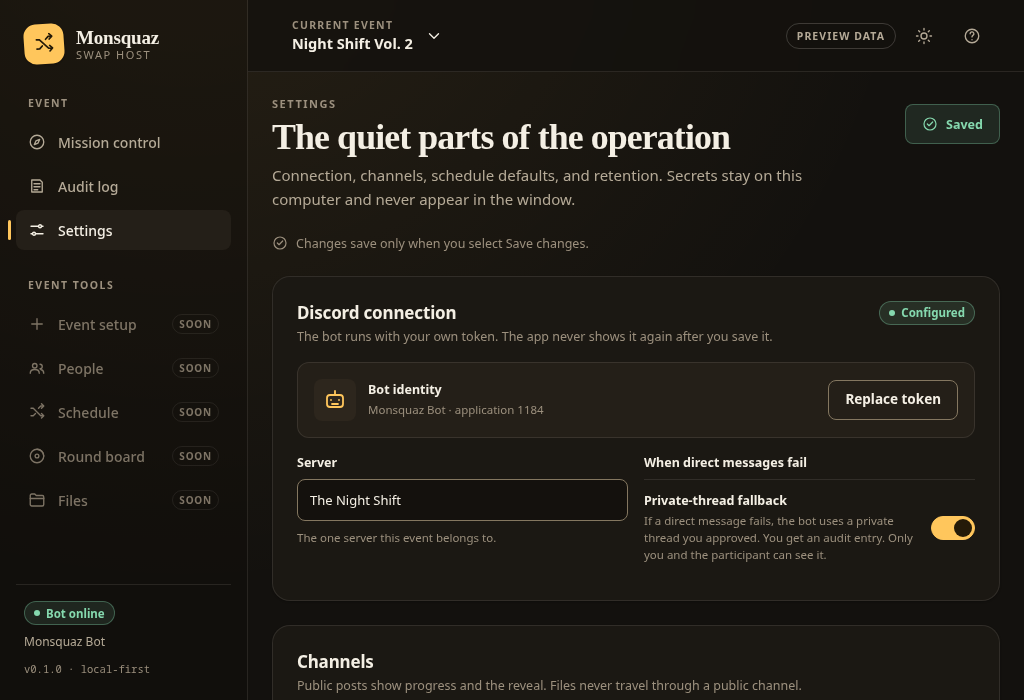 Monsquaz
SWAP HOST
EVENT
Mission control
Audit log
Settings
EVENT TOOLS
Event setup SOON
People SOON
Schedule SOON
Round board SOON
Files SOON
Bot online
Monsquaz Bot
v0.1.0 · local-first
CURRENT EVENT
Night Shift Vol. 2
PREVIEW DATA
SETTINGS
The quiet parts of the operation
Connection, channels, schedule defaults, and retention. Secrets stay on this
computer and never appear in the window.
Saved
Changes save only when you select Save changes.
Discord connection
The bot runs with your own token. The app never shows it again after you save it.
Configured
Bot identity
Monsquaz Bot · application 1184
Replace token
Server
The Night Shift
The one server this event belongs to.
When direct messages fail
Private-thread fallback
If a direct message fails, the bot uses a private
thread you approved. You get an audit entry. Only
you and the participant can see it.
Channels
Public posts show progress and the reveal. Files never travel through a public channel.